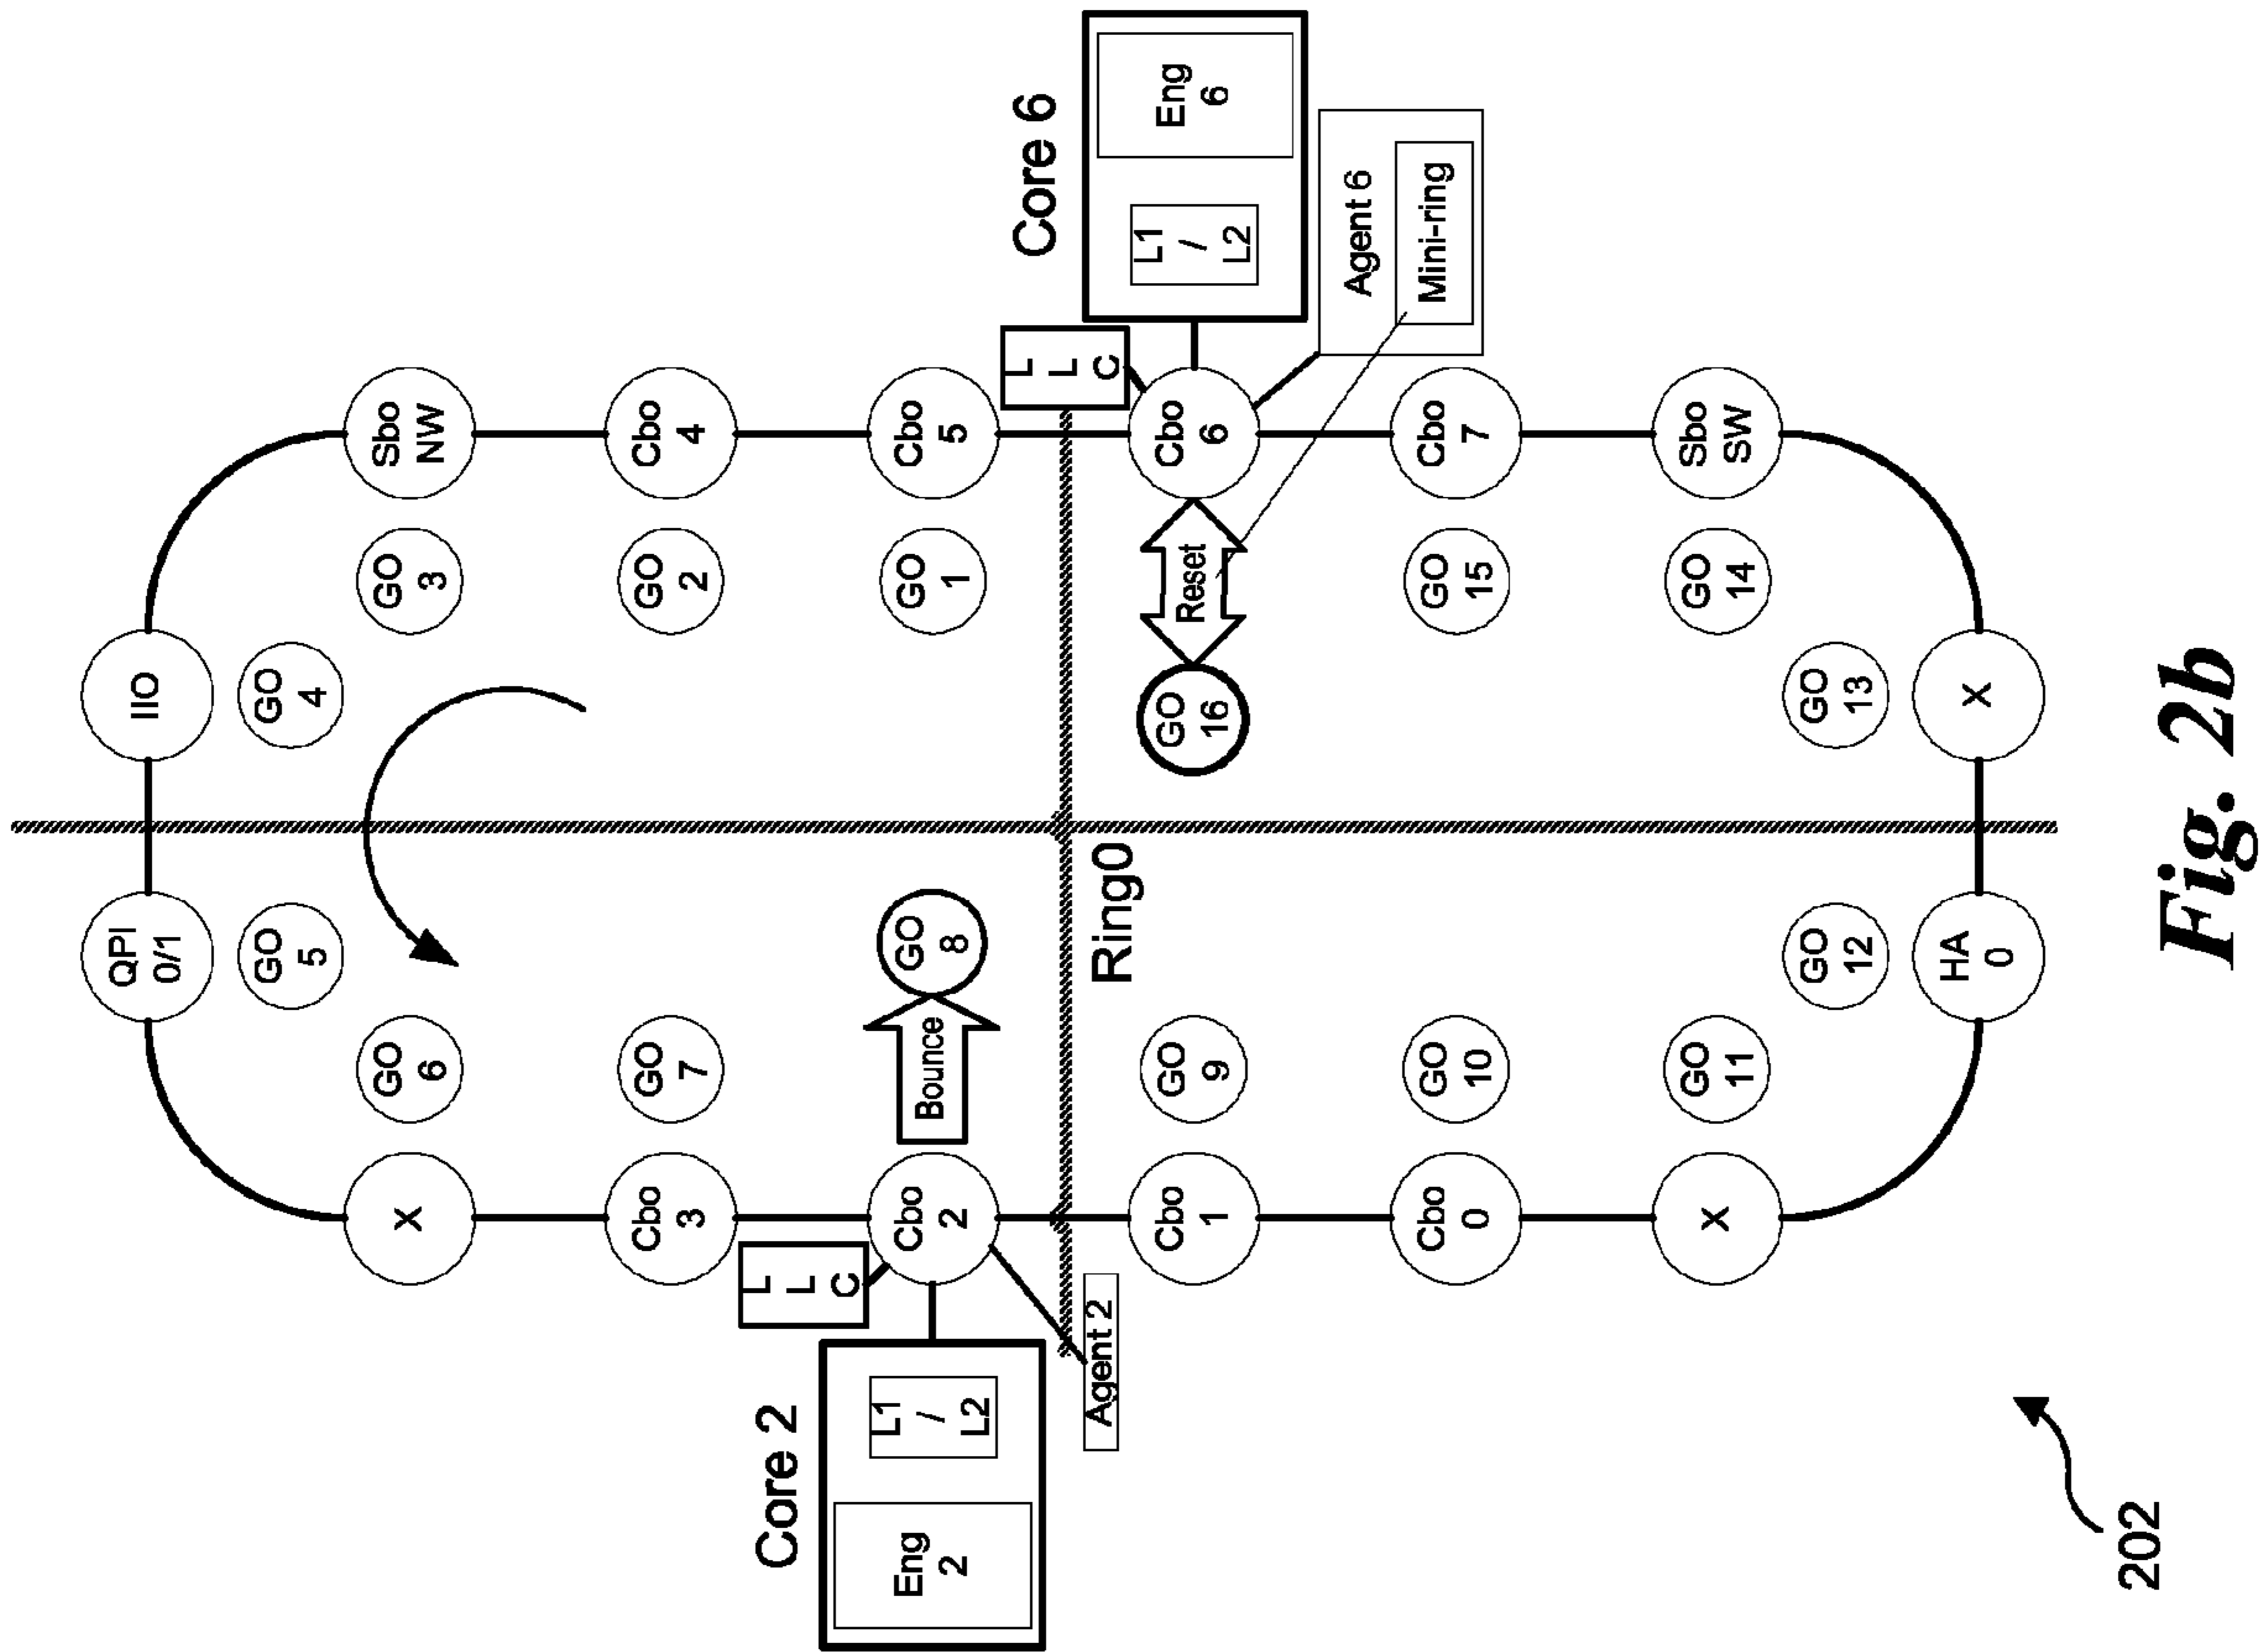 QPI
0/1
IIO
GO
5
GO
4
X
GO
6
GO
3
Sbo
NW
Cbo
3
GO
7
GO
2
Cbo
4
Core 2
L
L
C
Eng
2
L1
/
L2
Cbo
2
Bounce
GO
8
GO
1
Cbo
5
Core 6
L
L
C
Agent 2
Ring0
Cbo
1
GO
9
GO
16
Reset
Cbo
6
L1
/
L2
Eng
6
Agent 6
Mini-ring
Cbo
0
GO
10
GO
15
Cbo
7
X
GO
11
GO
14
Sbo
SW
GO
12
GO
13
HA
0
X
202
Fig. 2b